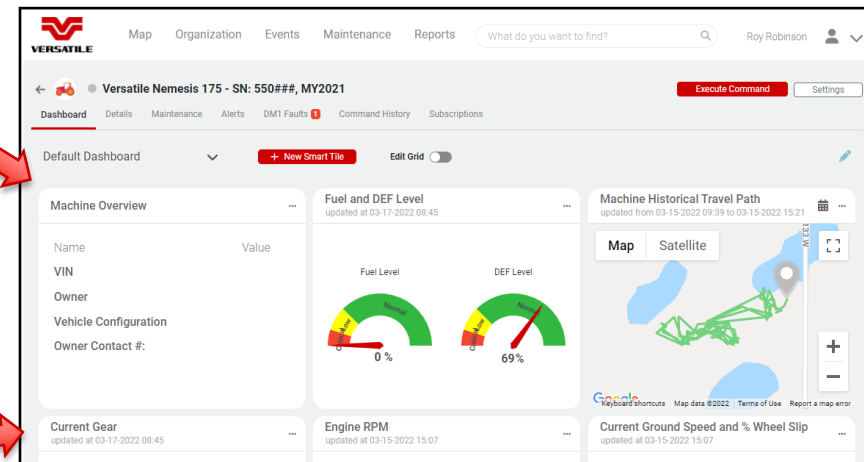 VERSATILE
Map Organization Events Maintenance Reports What do you want to find? Roy Robinson
Versatile Nemesis 175 - SN: 550###, MY2021 Execute Command Settings
Dashboard Details Maintenance Alerts DM1 Faults 1 Command History Subscriptions
Default Dashboard + New Smart Tile Edit Grid
Machine Overview
Name Value
VIN
Owner
Vehicle Configuration
Owner Contact #:
Fuel and DEF Level
updated at 03-17-2022 08:45
Fuel Level DEF Level
Normal Normal
Low Low
0 % 69%
Machine Historical Travel Path
updated from 03-15-2022 09:39 to 03-15-2022 15:21
Map Satellite
133 W
Google
Keyboard shortcuts Map data ©2022 Terms of Use Report a map error
Current Gear
updated at 03-17-2022 08:45
Engine RPM
updated at 03-15-2022 15:07
Current Ground Speed and % Wheel Slip
updated at 03-15-2022 15:07